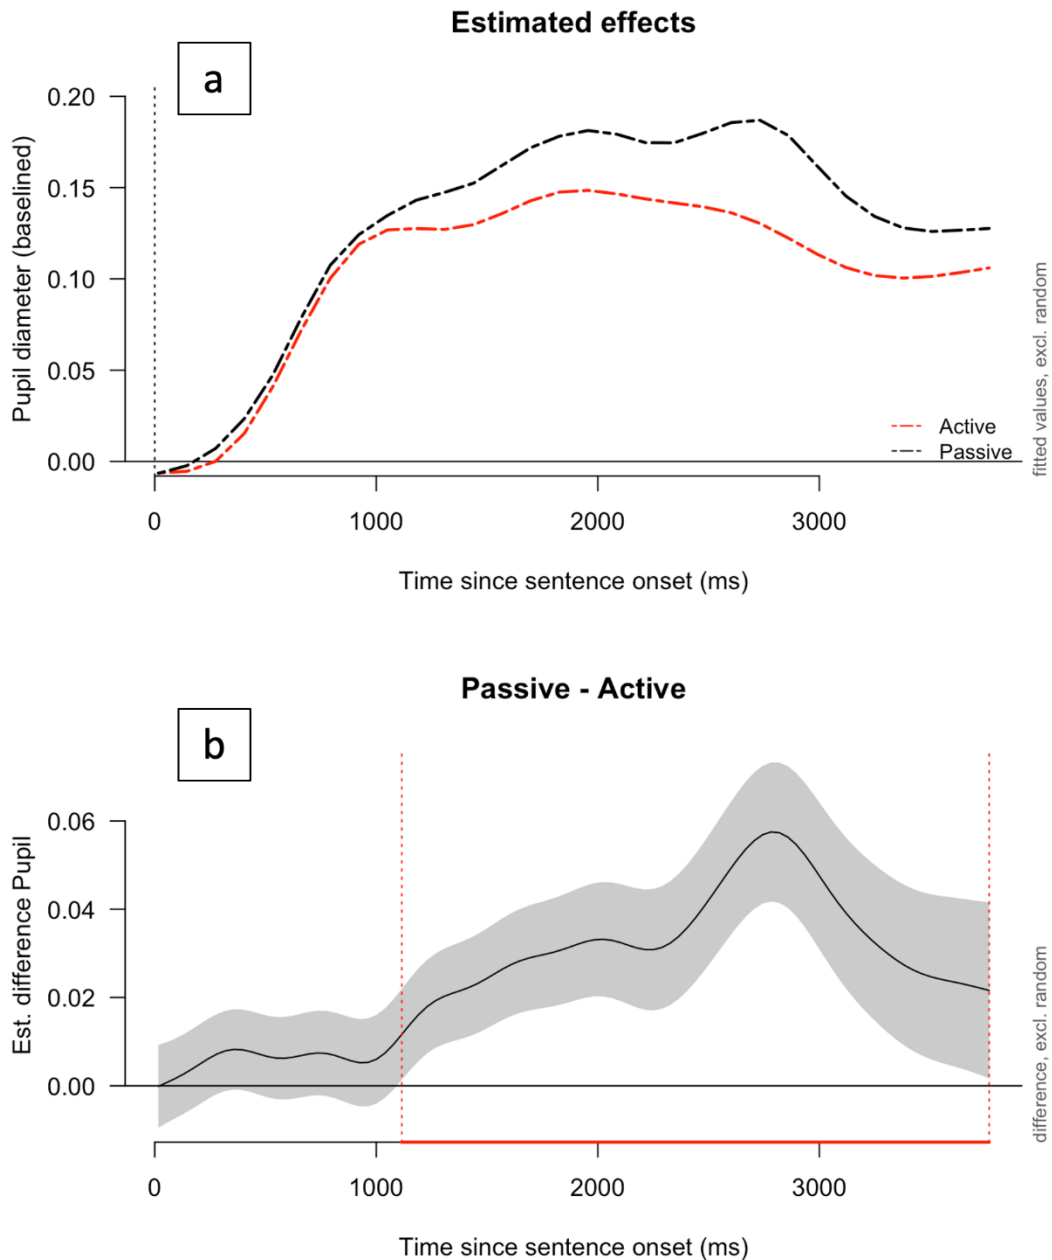 Estimated effects
a
Pupil diameter (baselined)
0.20
0.15
0.10
0.05
0.00
Active
Passive
fitted values, excl. random
0 1000 2000 3000
Time since sentence onset (ms)
Passive - Active
b
Est. difference Pupil
0.06
0.04
0.02
0.00
difference, excl. random
0 1000 2000 3000
Time since sentence onset (ms)